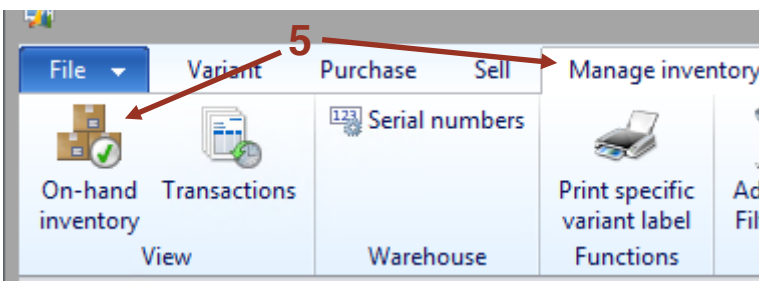 5
File Variant Purchase Sell Manage inventory
123 Serial numbers
On-hand
inventory
Transactions
Print specific
variant label
View Warehouse Functions